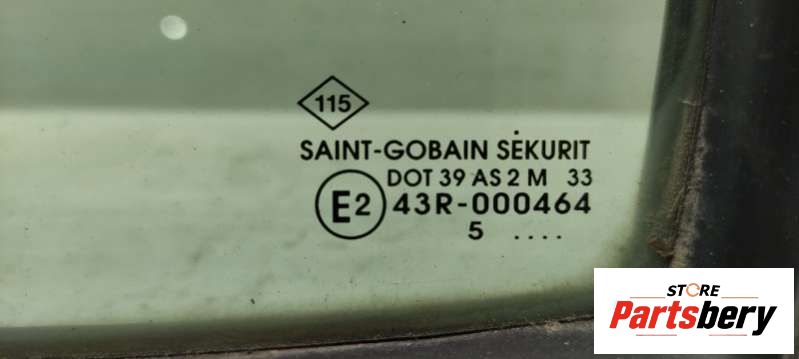 115
SAINT-GOBAIN SEKURIT
DOT 39 AS 2 M 33
E2 43R-000464
5 ....
STORE
Partsbery